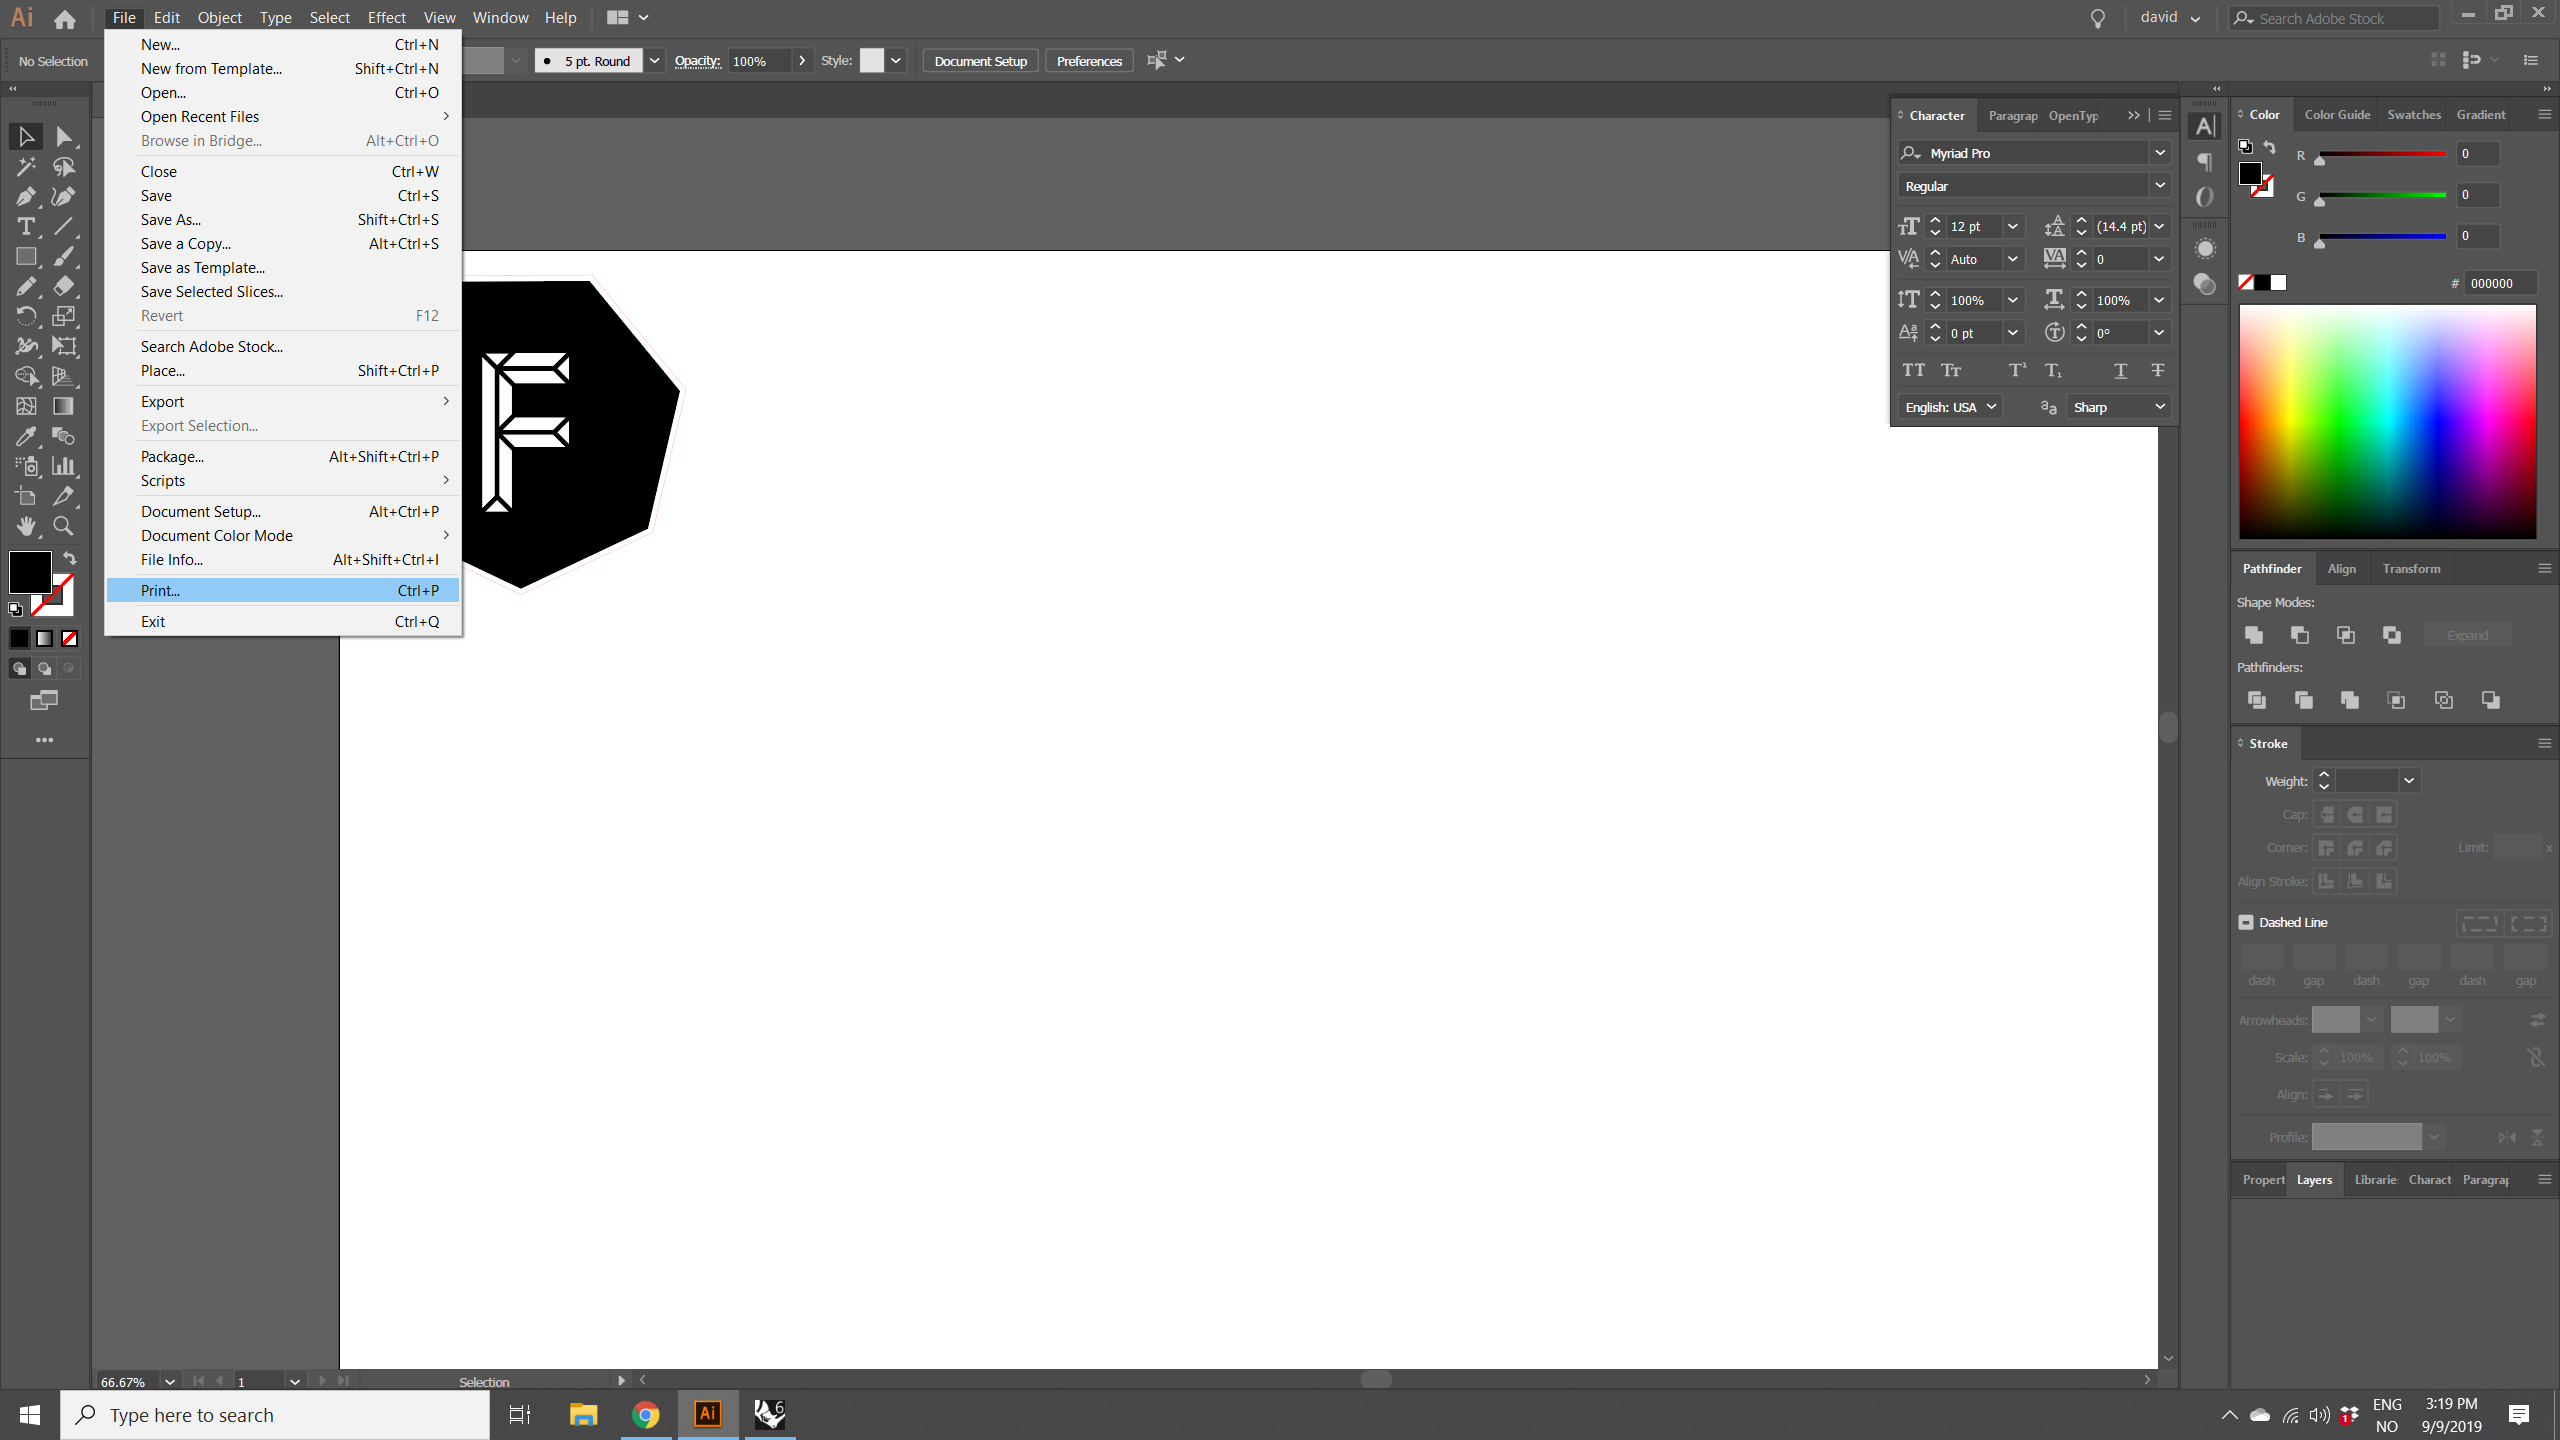 Ai File Edit Object Type Select Effect View Window Help david Search Adobe Stock
No Selection 5 pt. Round Opacity: 100% Style: Document Setup Preferences
New... Ctrl+N
New from Template... Shift+Ctrl+N
Open... Ctrl+O
Open Recent Files
Browse in Bridge... Alt+Ctrl+O
Close Ctrl+W
Save Ctrl+S
Save As... Shift+Ctrl+S
Save a Copy... Alt+Ctrl+S
Save as Template...
Save Selected Slices...
Revert F12
Search Adobe Stock...
Place... Shift+Ctrl+P
Export
Export Selection...
Package... Alt+Shift+Ctrl+P
Scripts
Document Setup... Alt+Ctrl+P
Document Color Mode
File Info... Alt+Shift+Ctrl+I
Print... Ctrl+P
Exit Ctrl+Q
F
Character Paragrap OpenTyp
Myriad Pro
Regular
12 pt (14.4 pt)
Auto 0
100% 100%
0 pt 0°
English: USA Sharp
Color Color Guide Swatches Gradient
R 0
G 0
B 0
# 000000
Pathfinder Align Transform
Shape Modes:
Expand
Pathfinders:
Stroke
Weight:
Cap:
Corner: Limit: x
Align Stroke:
Dashed Line
dash gap dash gap dash gap
Arrowheads:
Scale: 100% 100%
Align:
Profile:
Propert Layers Librarie Charact Paragrap
66.67% 1 Selection
Type here to search Ai 6 1 ENG 3:19 PM
NO 9/9/2019